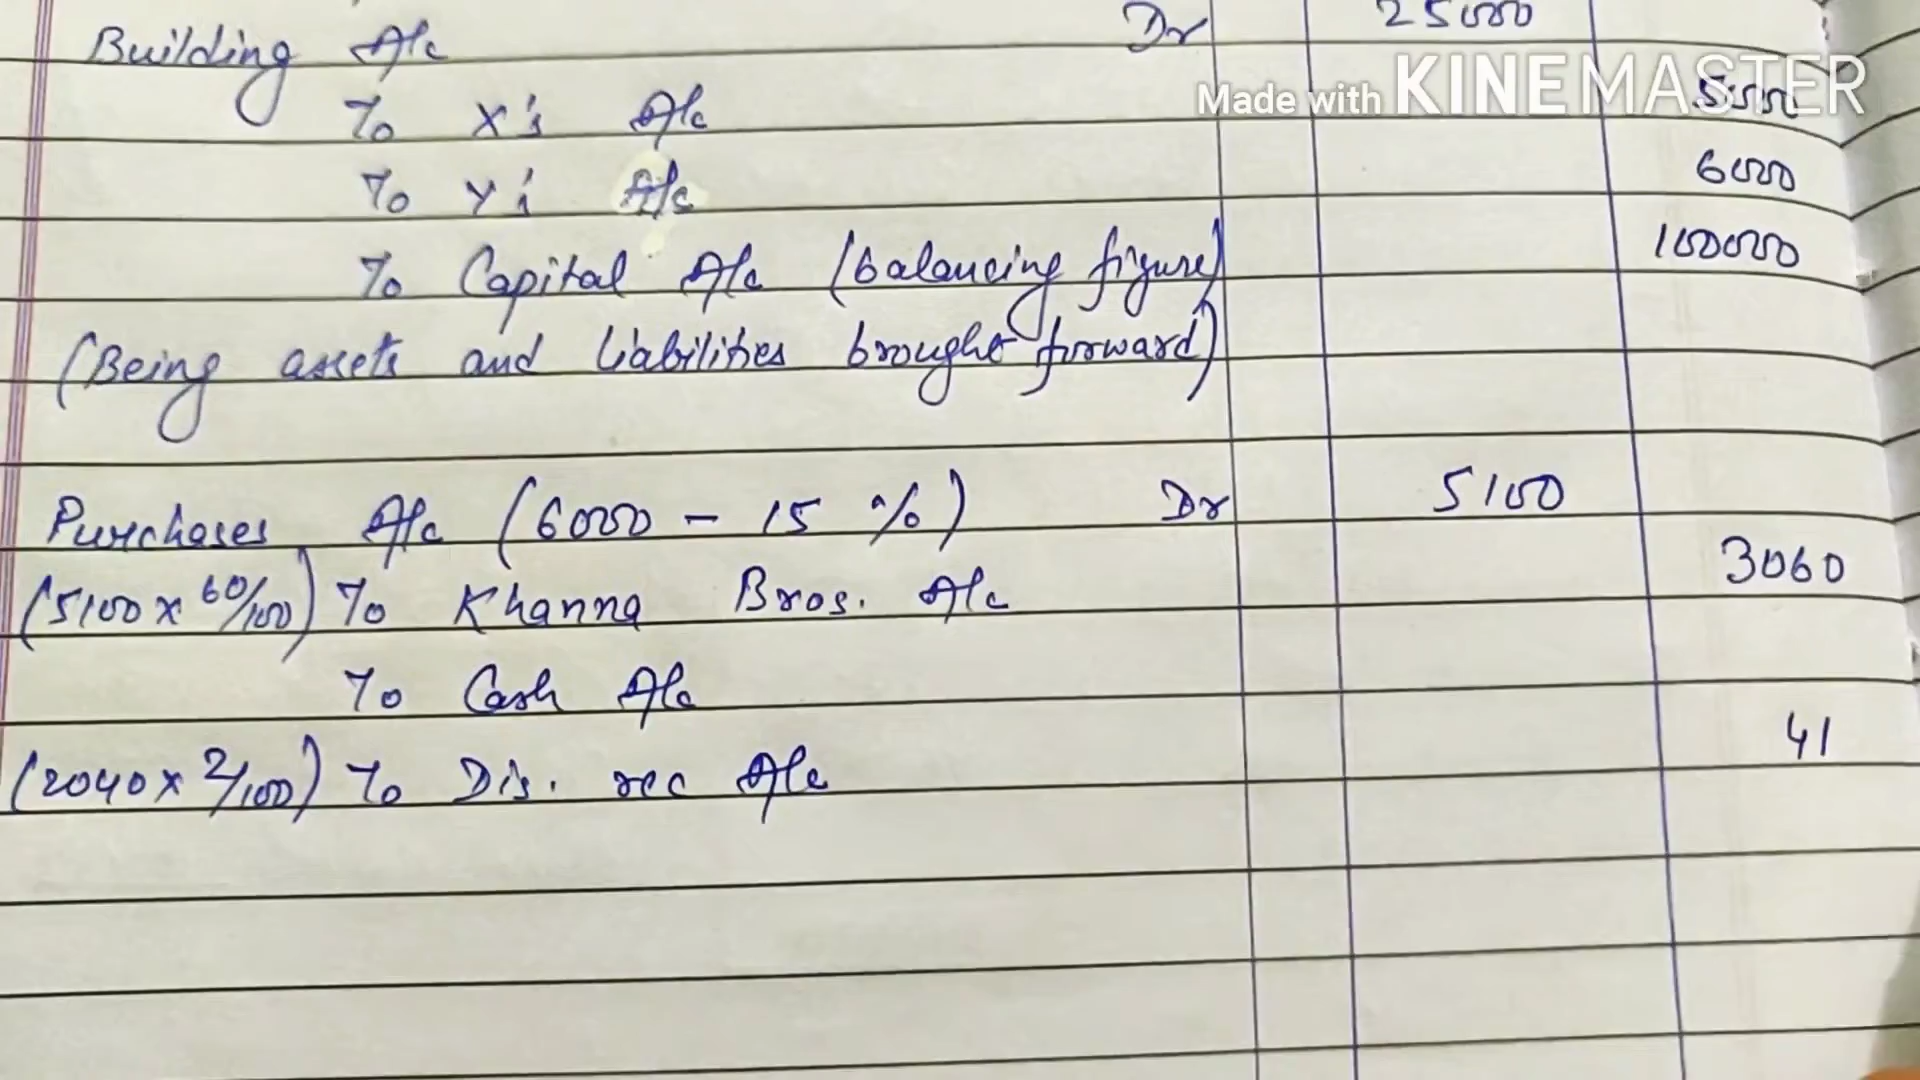 Building A/c Dr 25000
Made with KINEMASTER
To X's A/c 5000
To Y's A/c 6000
To Capital A/c (balancing figure) 100000
(Being assets and liabilities brought forward)
Purchases A/c (6000 - 15 %) Dr 5100
(5100 x 60/100) To Khanna Bros. A/c 3060
To Cash A/c
(2040 x 2/100) To Dis. rec A/c 41